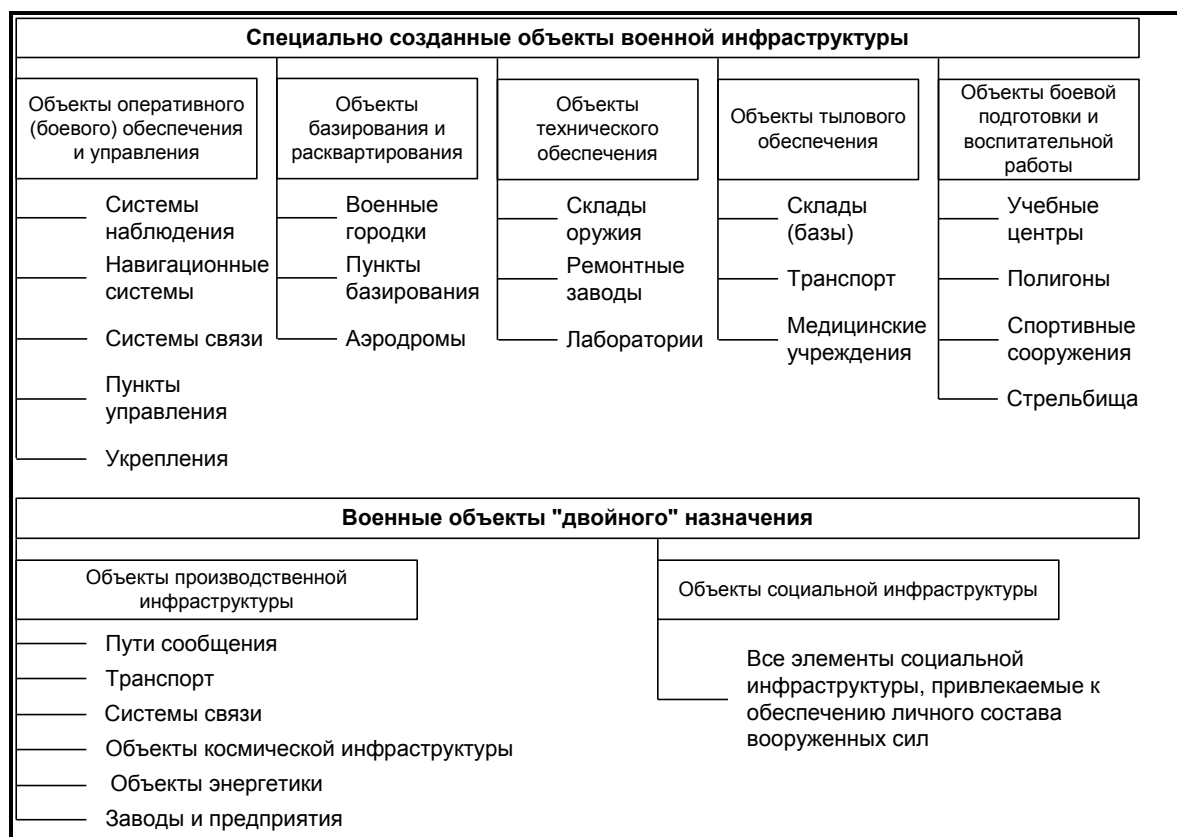 Специально созданные объекты военной инфраструктуры
Объекты оперативного
(боевого) обеспечения
и управления
Системы
наблюдения
Навигационные
системы
Системы связи
Пункты
управления
Укрепления
Объекты
базирования и
расквартирования
Военные
городки
Пункты
базирования
Аэродромы
Объекты
технического
обеспечения
Склады
оружия
Ремонтные
заводы
Лаборатории
Объекты тылового
обеспечения
Склады
(базы)
Транспорт
Медицинские
учреждения
Объекты боевой
подготовки и
воспитательной
работы
Учебные
центры
Полигоны
Спортивные
сооружения
Стрельбища
Военные объекты "двойного" назначения
Объекты производственной
инфраструктуры
Пути сообщения
Транспорт
Системы связи
Объекты космической инфраструктуры
Объекты энергетики
Заводы и предприятия
Объекты социальной инфраструктуры
Все элементы социальной
инфраструктуры, привлекаемые к
обеспечению личного состава
вооруженных сил